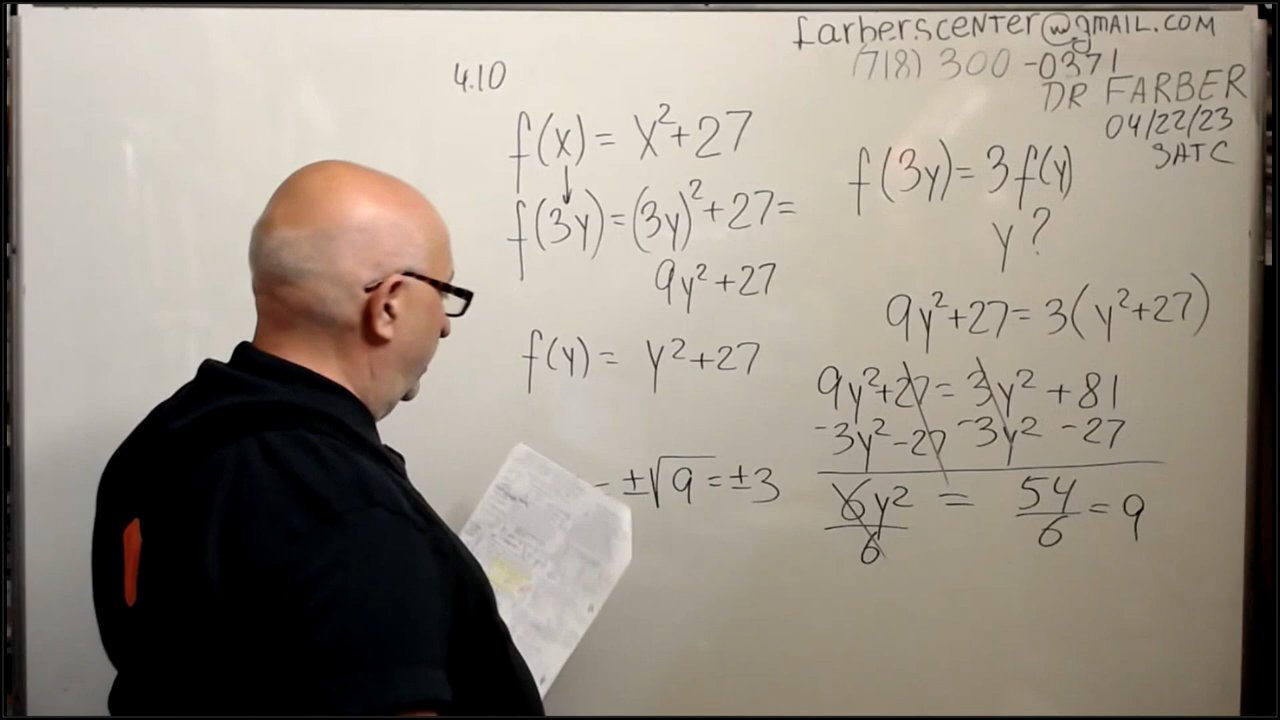 farberscenter@gmail.com
(718) 300-0371
DR FARBER
04/22/23
SATC
4.10
f(x) = x²+27
f(3y) = (3y)²+27=
9y²+27
f(y) = y²+27
= ±√9 = ±3
f(3y) = 3f(y)
y?
9y²+27 = 3(y²+27)
9y²+27 = 3y² + 81
-3y² -27 -3y² -27
6y²/6 = 54/6 = 9